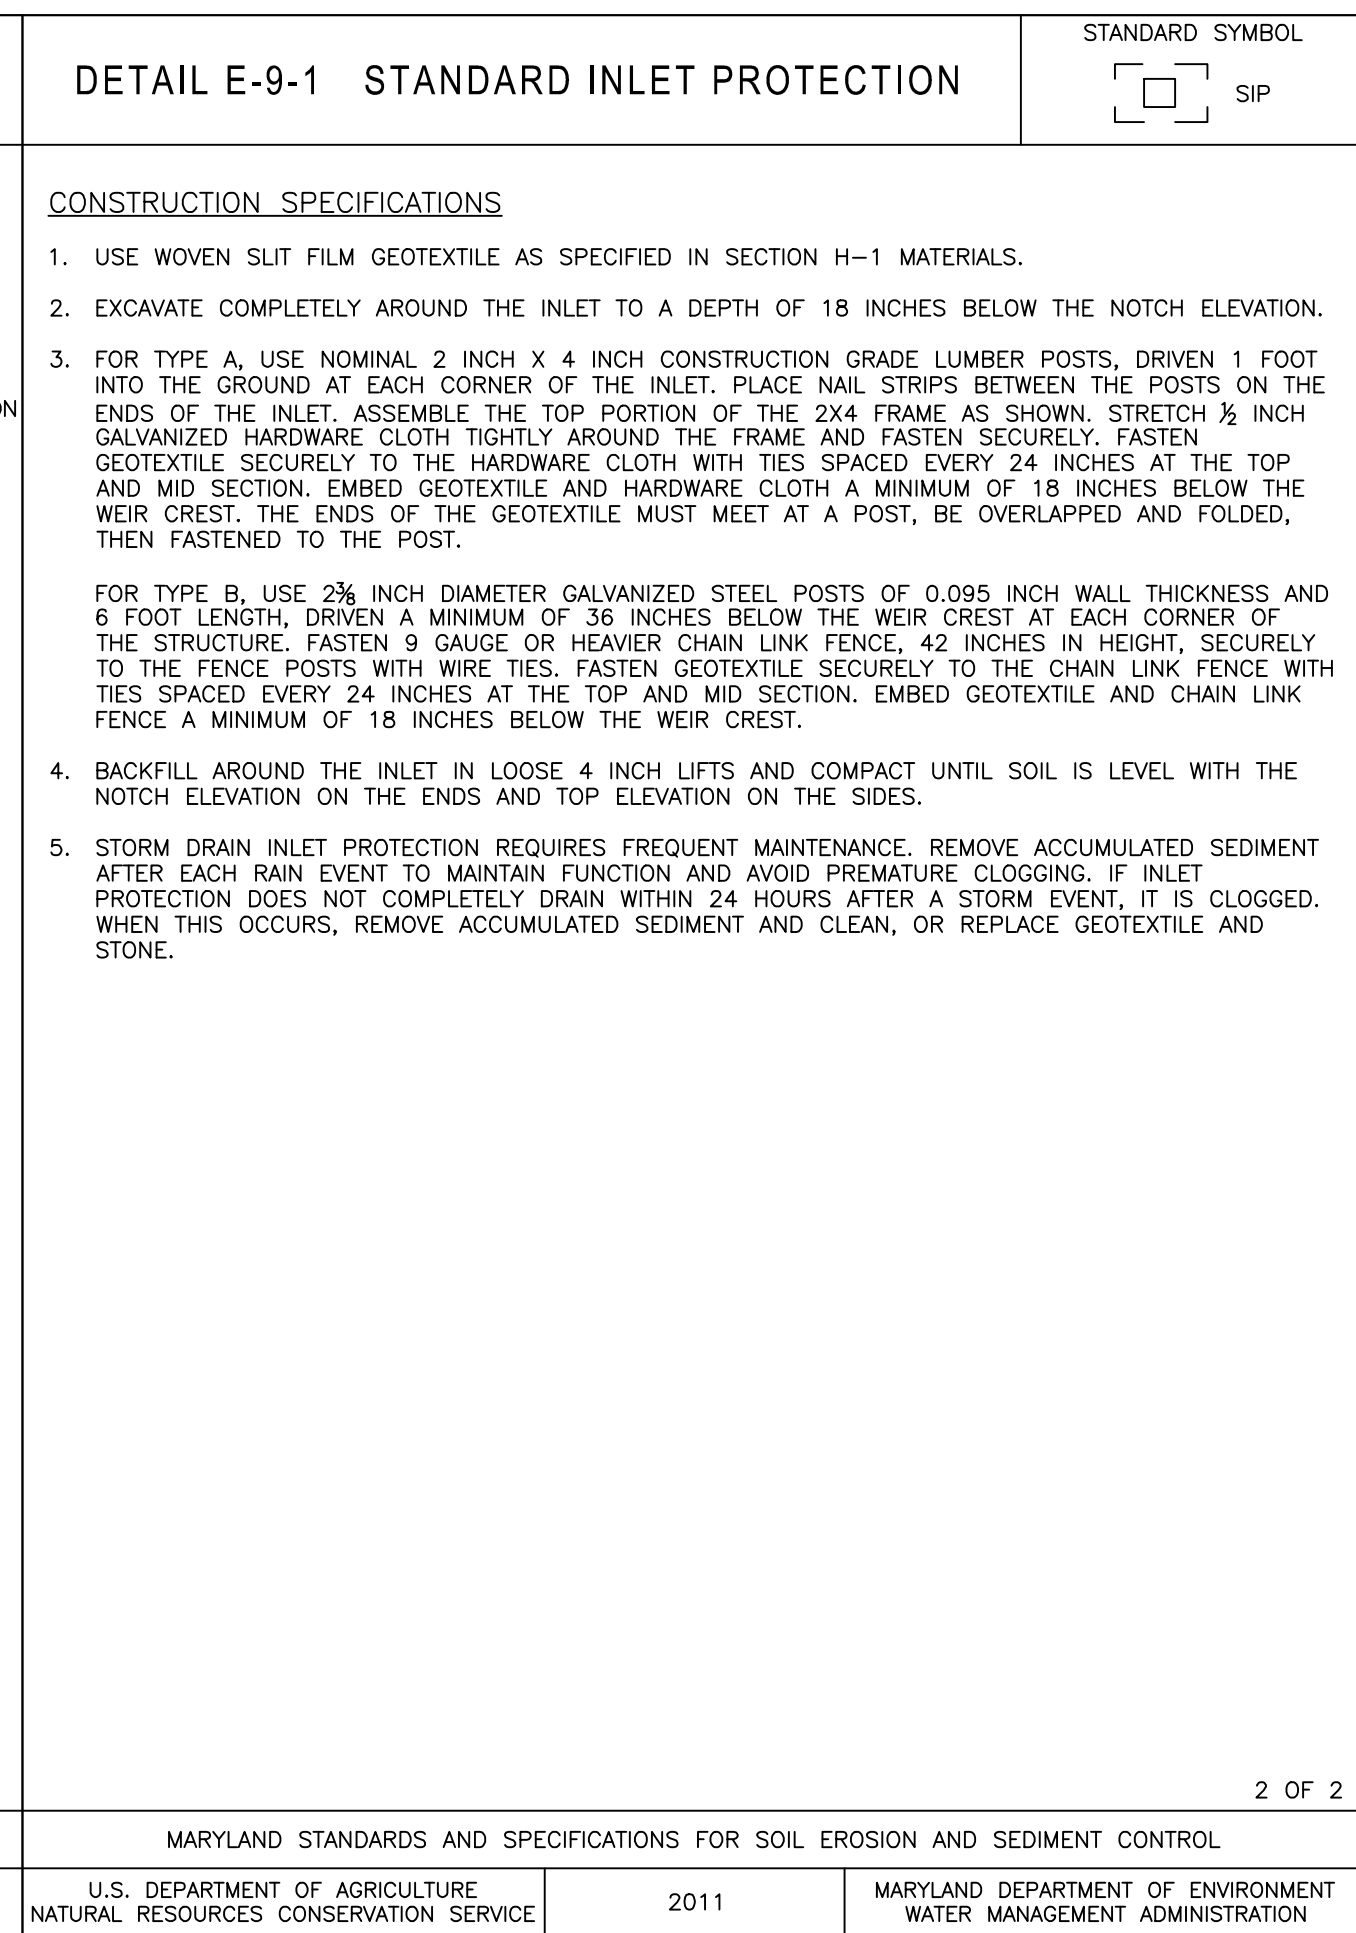 DETAIL E-9-1 STANDARD INLET PROTECTION
STANDARD SYMBOL
SIP
CONSTRUCTION SPECIFICATIONS
1. USE WOVEN SLIT FILM GEOTEXTILE AS SPECIFIED IN SECTION H-1 MATERIALS.
2. EXCAVATE COMPLETELY AROUND THE INLET TO A DEPTH OF 18 INCHES BELOW THE NOTCH ELEVATION.
3. FOR TYPE A, USE NOMINAL 2 INCH X 4 INCH CONSTRUCTION GRADE LUMBER POSTS, DRIVEN 1 FOOT
INTO THE GROUND AT EACH CORNER OF THE INLET. PLACE NAIL STRIPS BETWEEN THE POSTS ON THE
ENDS OF THE INLET. ASSEMBLE THE TOP PORTION OF THE 2X4 FRAME AS SHOWN. STRETCH ½ INCH
GALVANIZED HARDWARE CLOTH TIGHTLY AROUND THE FRAME AND FASTEN SECURELY. FASTEN
GEOTEXTILE SECURELY TO THE HARDWARE CLOTH WITH TIES SPACED EVERY 24 INCHES AT THE TOP
AND MID SECTION. EMBED GEOTEXTILE AND HARDWARE CLOTH A MINIMUM OF 18 INCHES BELOW THE
WEIR CREST. THE ENDS OF THE GEOTEXTILE MUST MEET AT A POST, BE OVERLAPPED AND FOLDED,
THEN FASTENED TO THE POST.
FOR TYPE B, USE 2⅜ INCH DIAMETER GALVANIZED STEEL POSTS OF 0.095 INCH WALL THICKNESS AND
6 FOOT LENGTH, DRIVEN A MINIMUM OF 36 INCHES BELOW THE WEIR CREST AT EACH CORNER OF
THE STRUCTURE. FASTEN 9 GAUGE OR HEAVIER CHAIN LINK FENCE, 42 INCHES IN HEIGHT, SECURELY
TO THE FENCE POSTS WITH WIRE TIES. FASTEN GEOTEXTILE SECURELY TO THE CHAIN LINK FENCE WITH
TIES SPACED EVERY 24 INCHES AT THE TOP AND MID SECTION. EMBED GEOTEXTILE AND CHAIN LINK
FENCE A MINIMUM OF 18 INCHES BELOW THE WEIR CREST.
4. BACKFILL AROUND THE INLET IN LOOSE 4 INCH LIFTS AND COMPACT UNTIL SOIL IS LEVEL WITH THE
NOTCH ELEVATION ON THE ENDS AND TOP ELEVATION ON THE SIDES.
5. STORM DRAIN INLET PROTECTION REQUIRES FREQUENT MAINTENANCE. REMOVE ACCUMULATED SEDIMENT
AFTER EACH RAIN EVENT TO MAINTAIN FUNCTION AND AVOID PREMATURE CLOGGING. IF INLET
PROTECTION DOES NOT COMPLETELY DRAIN WITHIN 24 HOURS AFTER A STORM EVENT, IT IS CLOGGED.
WHEN THIS OCCURS, REMOVE ACCUMULATED SEDIMENT AND CLEAN, OR REPLACE GEOTEXTILE AND
STONE.
2 OF 2
MARYLAND STANDARDS AND SPECIFICATIONS FOR SOIL EROSION AND SEDIMENT CONTROL
U.S. DEPARTMENT OF AGRICULTURE
NATURAL RESOURCES CONSERVATION SERVICE
2011
MARYLAND DEPARTMENT OF ENVIRONMENT
WATER MANAGEMENT ADMINISTRATION